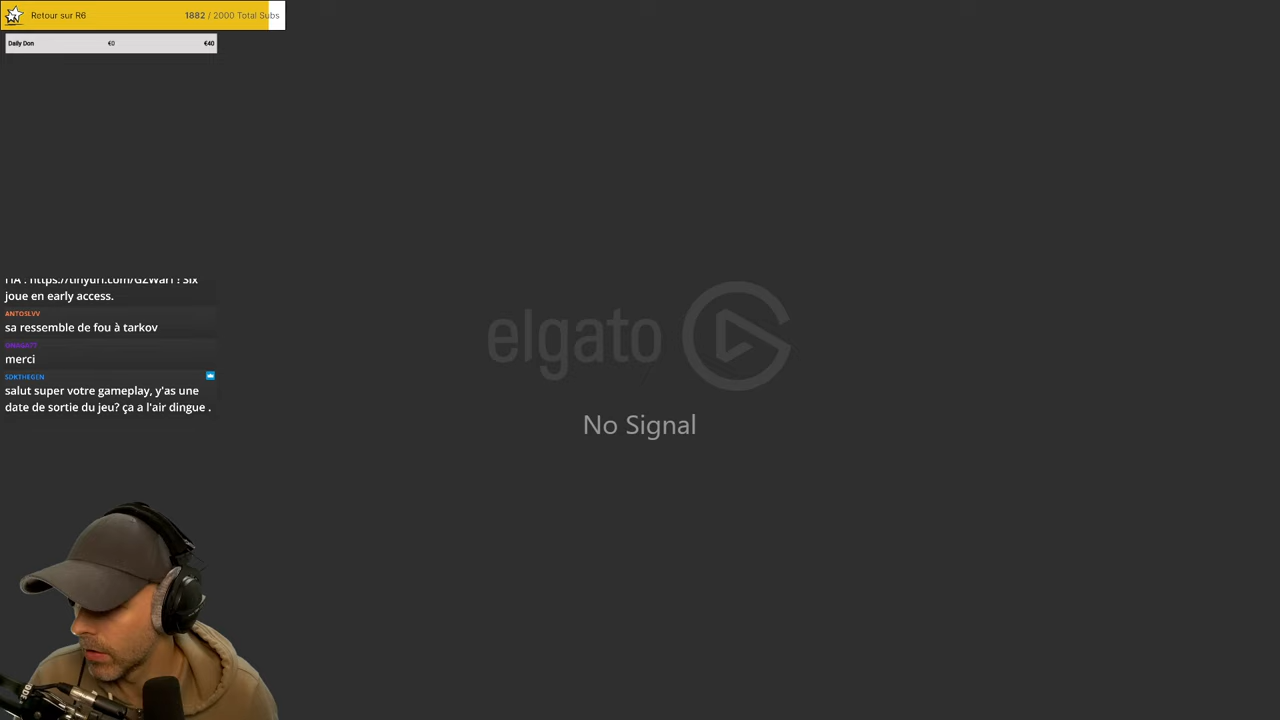 Retour sur R6 1882 / 2000 Total Subs
Daily Don €0 €40
joue en early access.
ANTOSLVV
sa ressemble de fou à tarkov
merci
SDKTHEGEN
salut super votre gameplay, y'as une
date de sortie du jeu? ça a l'air dingue .
elgato
No Signal